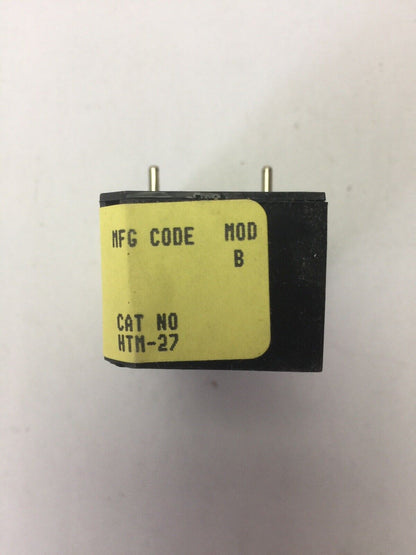 MFG CODE MOD
B
CAT NO
HTM-27